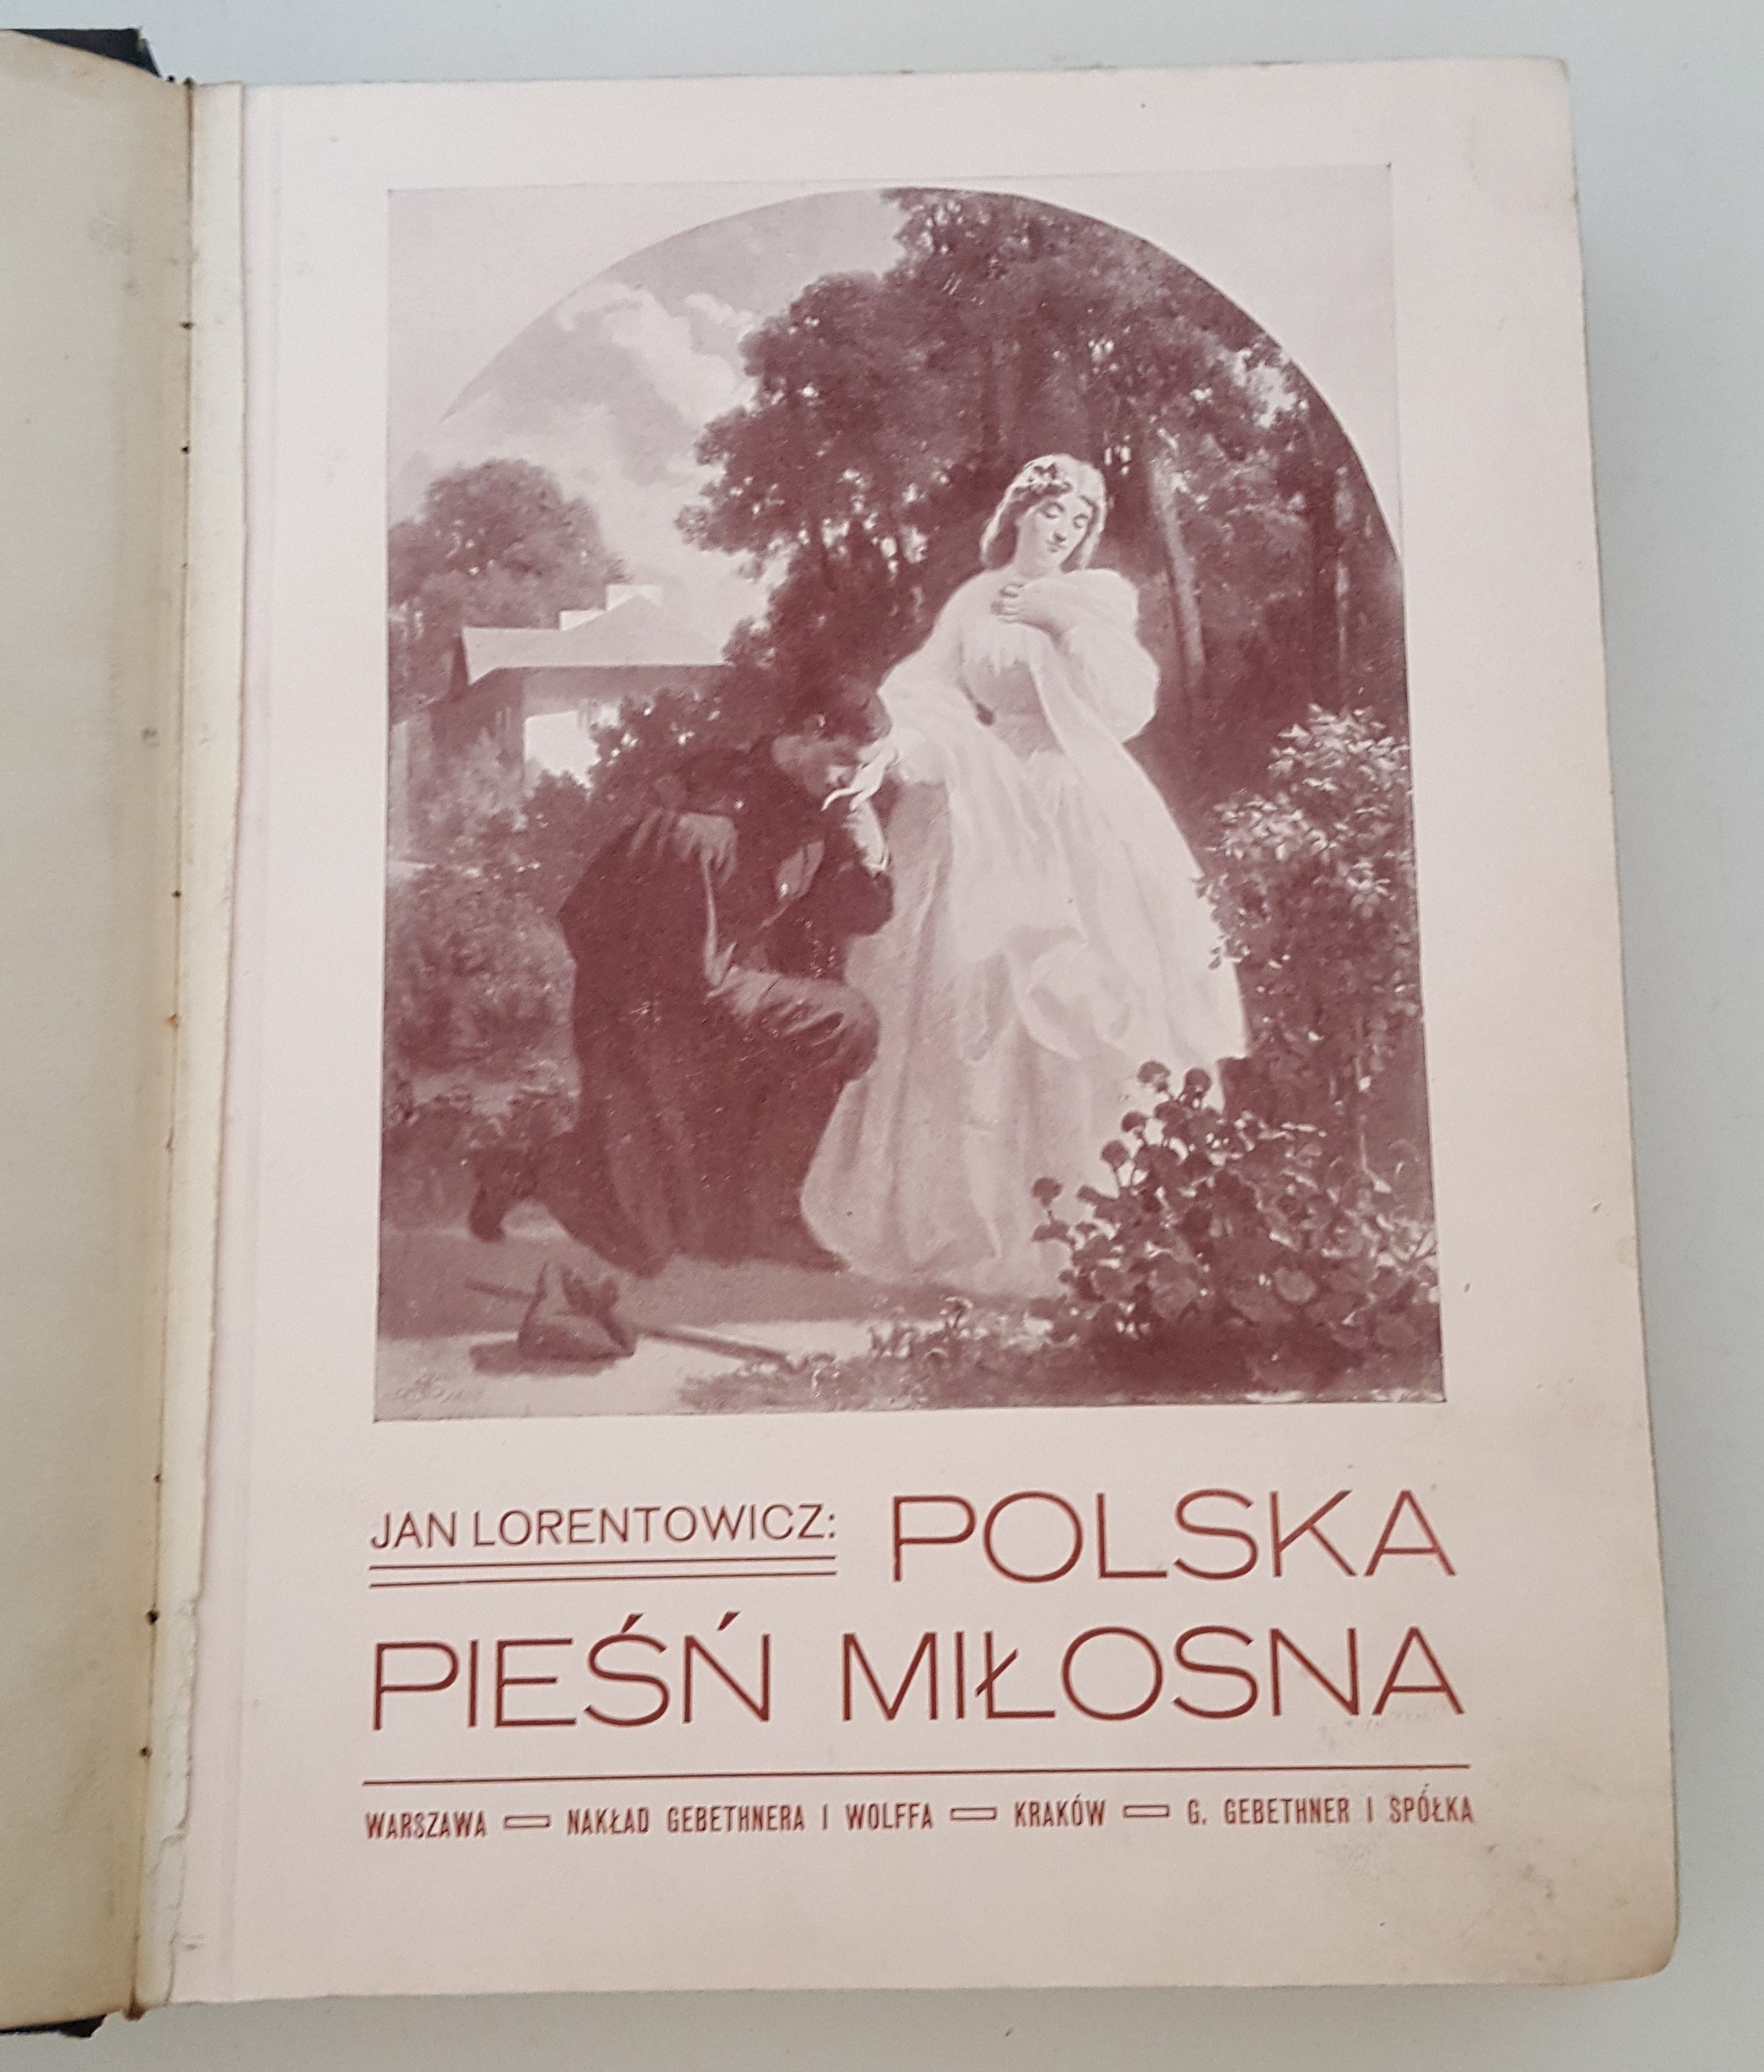 JAN LORENTOWICZ: POLSKA
PIEŚŃ MIŁOSNA
WARSZAWA — NAKŁAD GEBETHNERA I WOLFFA — KRAKÓW — G. GEBETHNER I SPÓŁKA